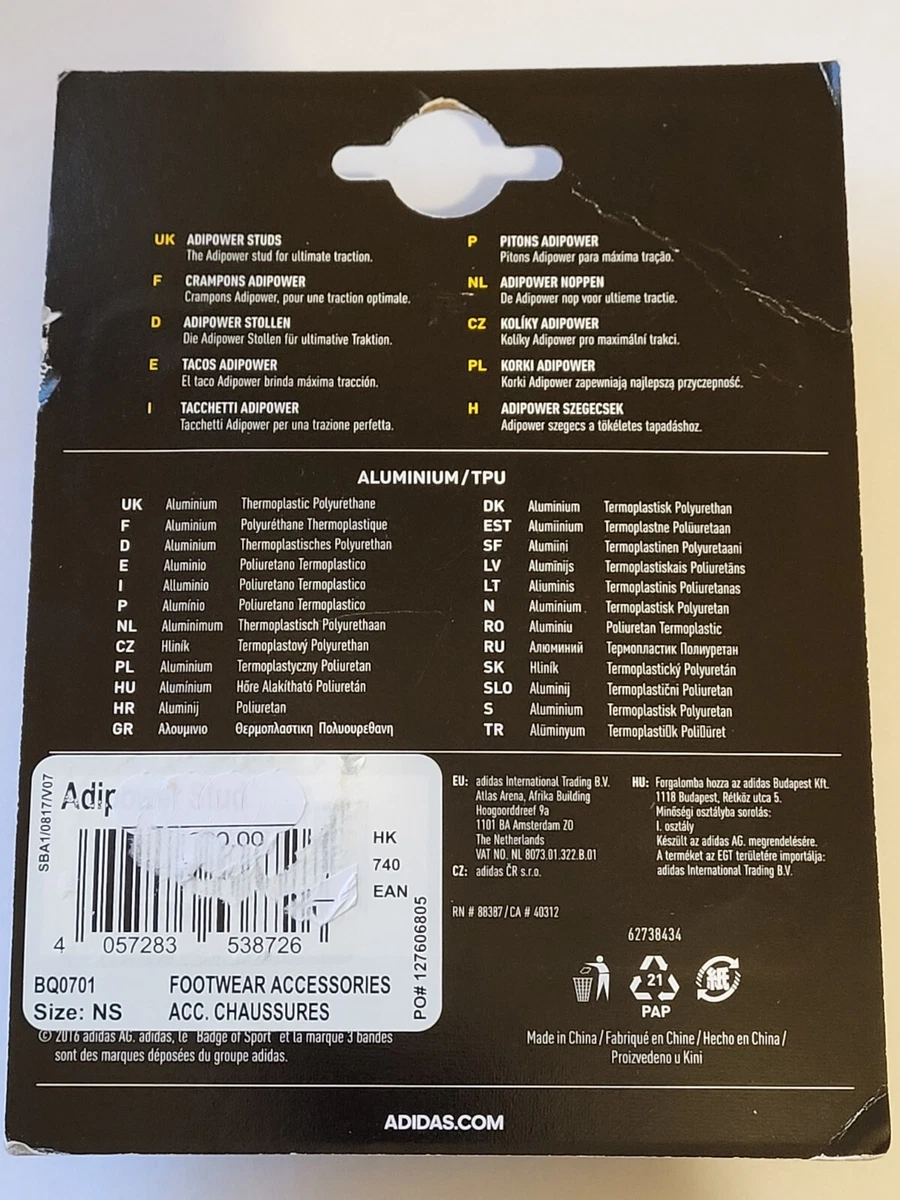 UK ADIPOWER STUDS
The Adipower stud for ultimate traction.
F CRAMPONS ADIPOWER
Crampons Adipower, pour une traction optimale.
D ADIPOWER STOLLEN
Die Adipower Stollen für ultimative Traktion.
E TACOS ADIPOWER
El taco Adipower brinda máxima tracción.
I TACCHETTI ADIPOWER
Tacchetti Adipower per una trazione perfetta.
P PITONS ADIPOWER
Pitons Adipower para máxima tração.
NL ADIPOWER NOPPEN
De Adipower nop voor ultieme tractie.
CZ KOLÍKY ADIPOWER
Kolíky Adipower pro maximální trakci.
PL KORKI ADIPOWER
Korki Adipower zapewniają najlepszą przyczepność.
H ADIPOWER SZEGECSEK
Adipower szegecs a tökéletes tapadáshoz.
ALUMINIUM/TPU
UK Aluminium Thermoplastic Polyurethane
F Aluminium Polyuréthane Thermoplastique
D Aluminium Thermoplastisches Polyurethan
E Aluminio Poliuretano Termoplastico
I Alluminio Poliuretano Termoplastico
P Alumínio Poliuretano Termoplastico
NL Aluminimum Thermoplastisch Polyurethaan
CZ Hliník Termoplastový Polyurethan
PL Aluminium Termoplastyczny Poliuretan
HU Alumínium Hőre Alakítható Poliuretán
HR Aluminij Poliuretan
GR Αλουμινιο Θερμοπλαστικη Πολυουρεθανη
DK Aluminium Termoplastisk Polyurethan
EST Alumiinium Termoplastne Polüuretaan
SF Alumiini Termoplastinen Polyuretaani
LV Alumīnijs Termoplastiskais Poliuretāns
LT Aliuminis Termoplastinis Poliuretanas
N Aluminium Termoplastisk Polyuretan
RO Aluminiu Poliuretan Termoplastic
RU Алюминий Термопластик Полиуретан
SK Hliník Termoplastický Polyuretán
SLO Aluminij Termoplastični Poliuretan
S Aluminium Termoplastisk Polyuretan
TR Alüminyum Termoplasti▯k Poli▯üret
SBA1/0817/V07
Adip
0.00
HK
740
EAN
4 057283 538726
PO# 127606805
BQ0701 FOOTWEAR ACCESSORIES
Size: NS ACC. CHAUSSURES
© 2016 adidas AG. adidas, le "Badge of Sport" et la marque 3 bandes
sont des marques déposées du groupe adidas.
EU: adidas International Trading B.V.
Atlas Arena, Afrika Building
Hoogoorddreef 9a
1101 BA Amsterdam ZO
The Netherlands
VAT NO. NL 8073.01.322.B.01
CZ: adidas ČR s.r.o.
HU: Forgalomba hozza az adidas Budapest Kft.
1118 Budapest, Rétköz utca 5.
Minőségi osztályba sorolás:
I. osztály
Készült az adidas AG. megrendelésére.
A terméket az EGT területére importálja:
adidas International Trading B.V.
RN # 88387/CA # 40312
62738434
21
PAP
紙
Made in China / Fabriqué en Chine / Hecho en China /
Proizvedeno u Kini
ADIDAS.COM